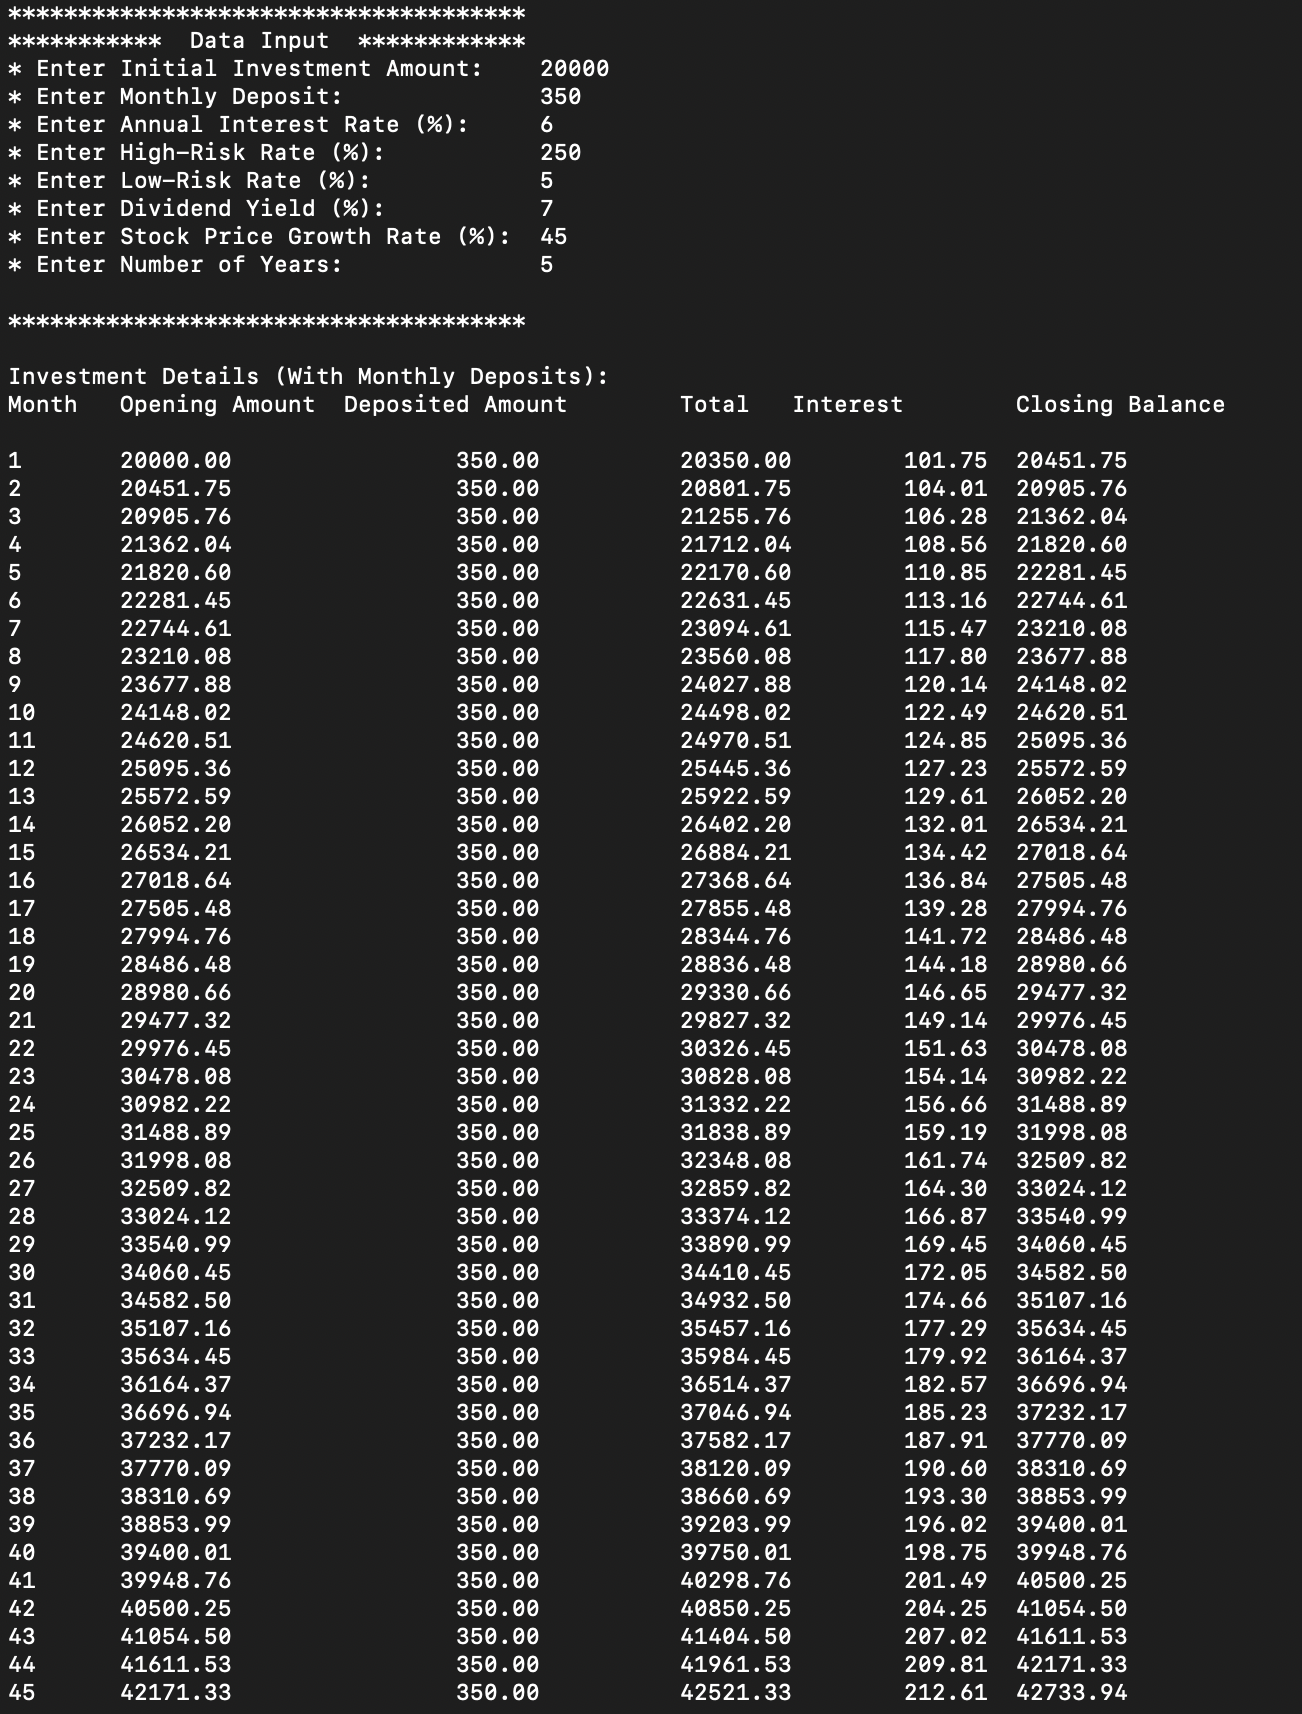 *************************************
*********** Data Input ************
* Enter Initial Investment Amount: 20000
* Enter Monthly Deposit: 350
* Enter Annual Interest Rate (%): 6
* Enter High-Risk Rate (%): 250
* Enter Low-Risk Rate (%): 5
* Enter Dividend Yield (%): 7
* Enter Stock Price Growth Rate (%): 45
* Enter Number of Years: 5
*************************************
Investment Details (With Monthly Deposits):
Month Opening Amount Deposited Amount Total Interest Closing Balance
1 20000.00 350.00 20350.00 101.75 20451.75
2 20451.75 350.00 20801.75 104.01 20905.76
3 20905.76 350.00 21255.76 106.28 21362.04
4 21362.04 350.00 21712.04 108.56 21820.60
5 21820.60 350.00 22170.60 110.85 22281.45
6 22281.45 350.00 22631.45 113.16 22744.61
7 22744.61 350.00 23094.61 115.47 23210.08
8 23210.08 350.00 23560.08 117.80 23677.88
9 23677.88 350.00 24027.88 120.14 24148.02
10 24148.02 350.00 24498.02 122.49 24620.51
11 24620.51 350.00 24970.51 124.85 25095.36
12 25095.36 350.00 25445.36 127.23 25572.59
13 25572.59 350.00 25922.59 129.61 26052.20
14 26052.20 350.00 26402.20 132.01 26534.21
15 26534.21 350.00 26884.21 134.42 27018.64
16 27018.64 350.00 27368.64 136.84 27505.48
17 27505.48 350.00 27855.48 139.28 27994.76
18 27994.76 350.00 28344.76 141.72 28486.48
19 28486.48 350.00 28836.48 144.18 28980.66
20 28980.66 350.00 29330.66 146.65 29477.32
21 29477.32 350.00 29827.32 149.14 29976.45
22 29976.45 350.00 30326.45 151.63 30478.08
23 30478.08 350.00 30828.08 154.14 30982.22
24 30982.22 350.00 31332.22 156.66 31488.89
25 31488.89 350.00 31838.89 159.19 31998.08
26 31998.08 350.00 32348.08 161.74 32509.82
27 32509.82 350.00 32859.82 164.30 33024.12
28 33024.12 350.00 33374.12 166.87 33540.99
29 33540.99 350.00 33890.99 169.45 34060.45
30 34060.45 350.00 34410.45 172.05 34582.50
31 34582.50 350.00 34932.50 174.66 35107.16
32 35107.16 350.00 35457.16 177.29 35634.45
33 35634.45 350.00 35984.45 179.92 36164.37
34 36164.37 350.00 36514.37 182.57 36696.94
35 36696.94 350.00 37046.94 185.23 37232.17
36 37232.17 350.00 37582.17 187.91 37770.09
37 37770.09 350.00 38120.09 190.60 38310.69
38 38310.69 350.00 38660.69 193.30 38853.99
39 38853.99 350.00 39203.99 196.02 39400.01
40 39400.01 350.00 39750.01 198.75 39948.76
41 39948.76 350.00 40298.76 201.49 40500.25
42 40500.25 350.00 40850.25 204.25 41054.50
43 41054.50 350.00 41404.50 207.02 41611.53
44 41611.53 350.00 41961.53 209.81 42171.33
45 42171.33 350.00 42521.33 212.61 42733.94